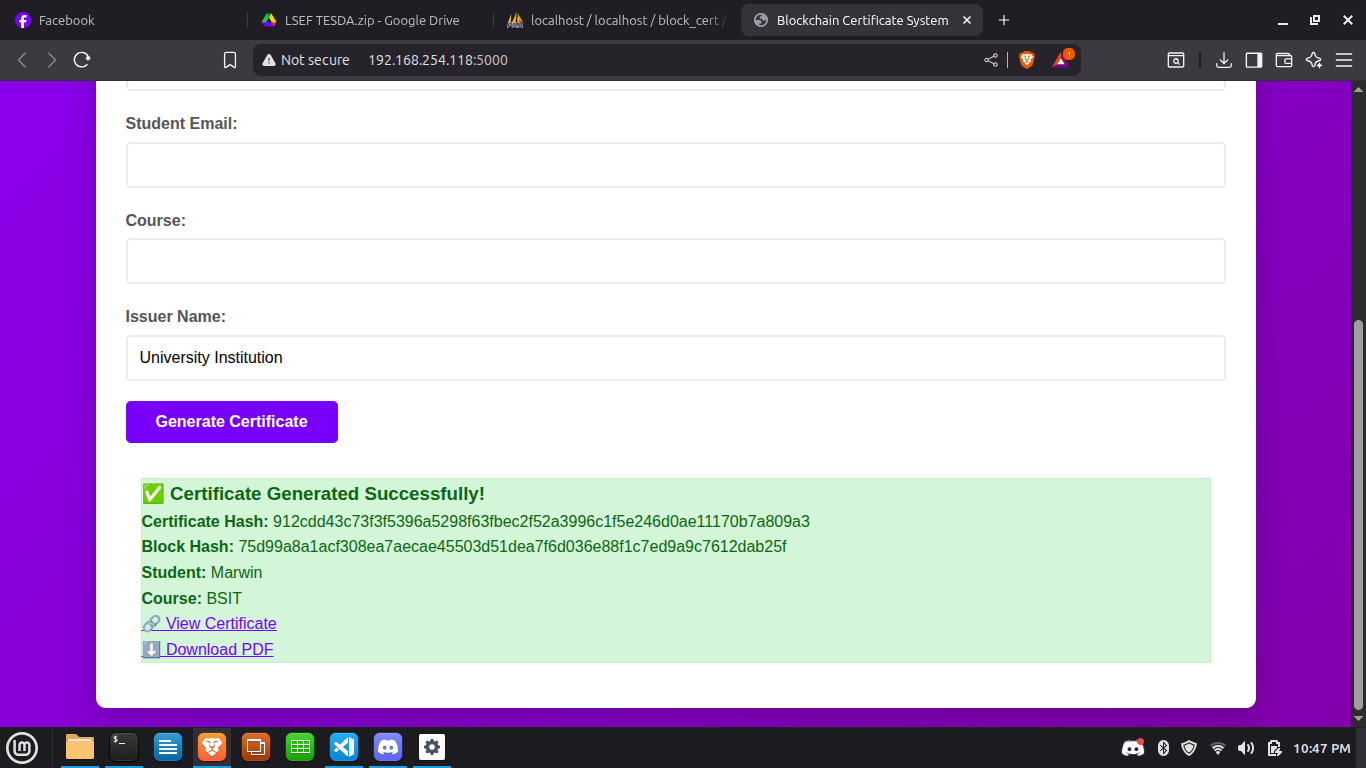 Facebook
LSEF TESDA.zip - Google Drive
localhost / localhost / block_cert /
Blockchain Certificate System
Not secure
192.168.254.118:5000
1
Student Email:
Course:
Issuer Name:
University Institution
Generate Certificate
✅ Certificate Generated Successfully!
Certificate Hash: 912cdd43c73f3f5396a5298f63fbec2f52a3996c1f5e246d0ae11170b7a809a3
Block Hash: 75d99a8a1acf308ea7aecae45503d51dea7f6d036e88f1c7ed9a9c7612dab25f
Student: Marwin
Course: BSIT
🔗 View Certificate
⬇️ Download PDF
10:47 PM